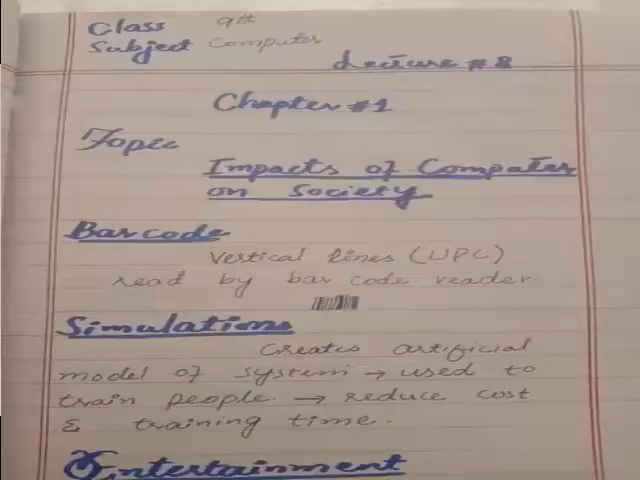 Class 9th
Subject Computer
Lecture #8
Chapter #1
Topic
Impacts of Computer
on Society
Barcode
Vertical lines (UPC)
read by bar code reader.
Simulations
Creates artificial
model of system → used to
train people. → reduce cost
& training time.
Entertainment